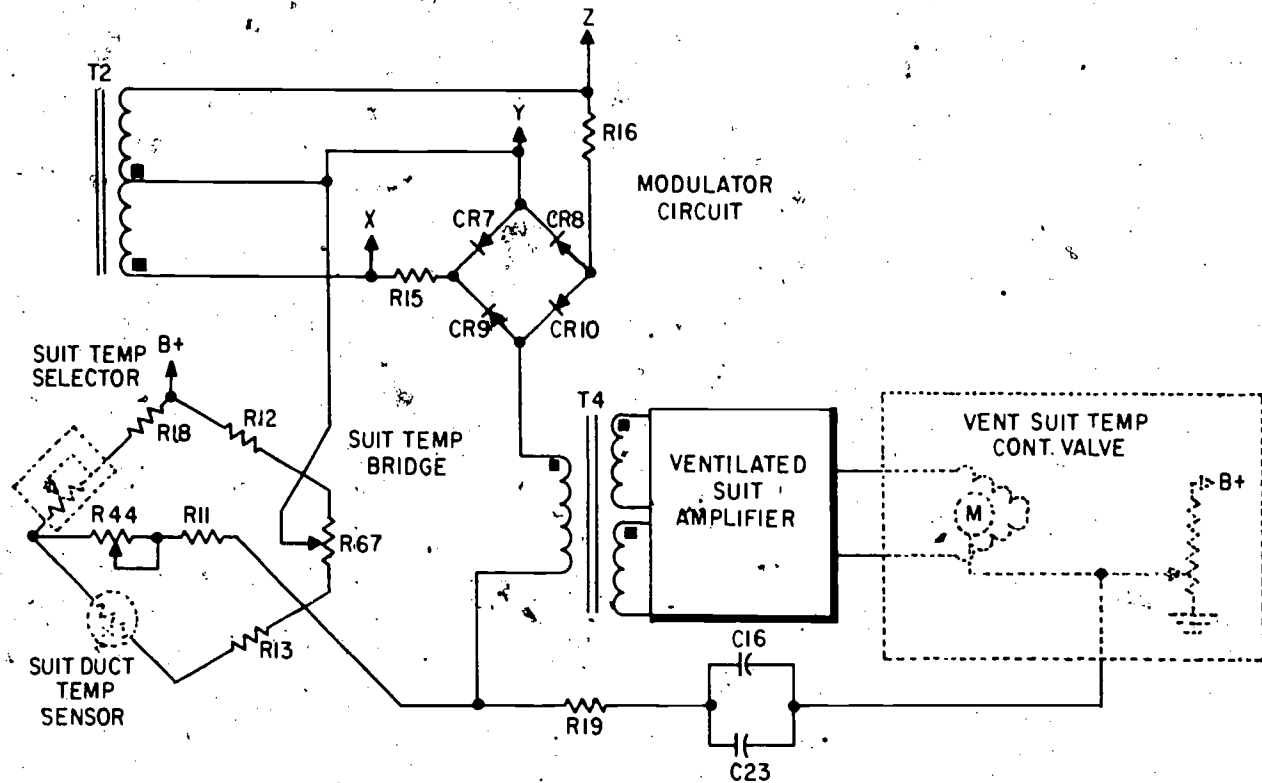 Z
T2
Y
R16
MODULATOR
CIRCUIT
X
CR7
CR8
R15
CR9
CR10
SUIT TEMP
SELECTOR
B+
R18
R12
T4
SUIT TEMP
BRIDGE
VENT SUIT TEMP
CONT. VALVE
VENTILATED
SUIT
AMPLIFIER
B+
M
R44
R11
R67
R13
SUIT DUCT
TEMP
SENSOR
C16
R19
C23